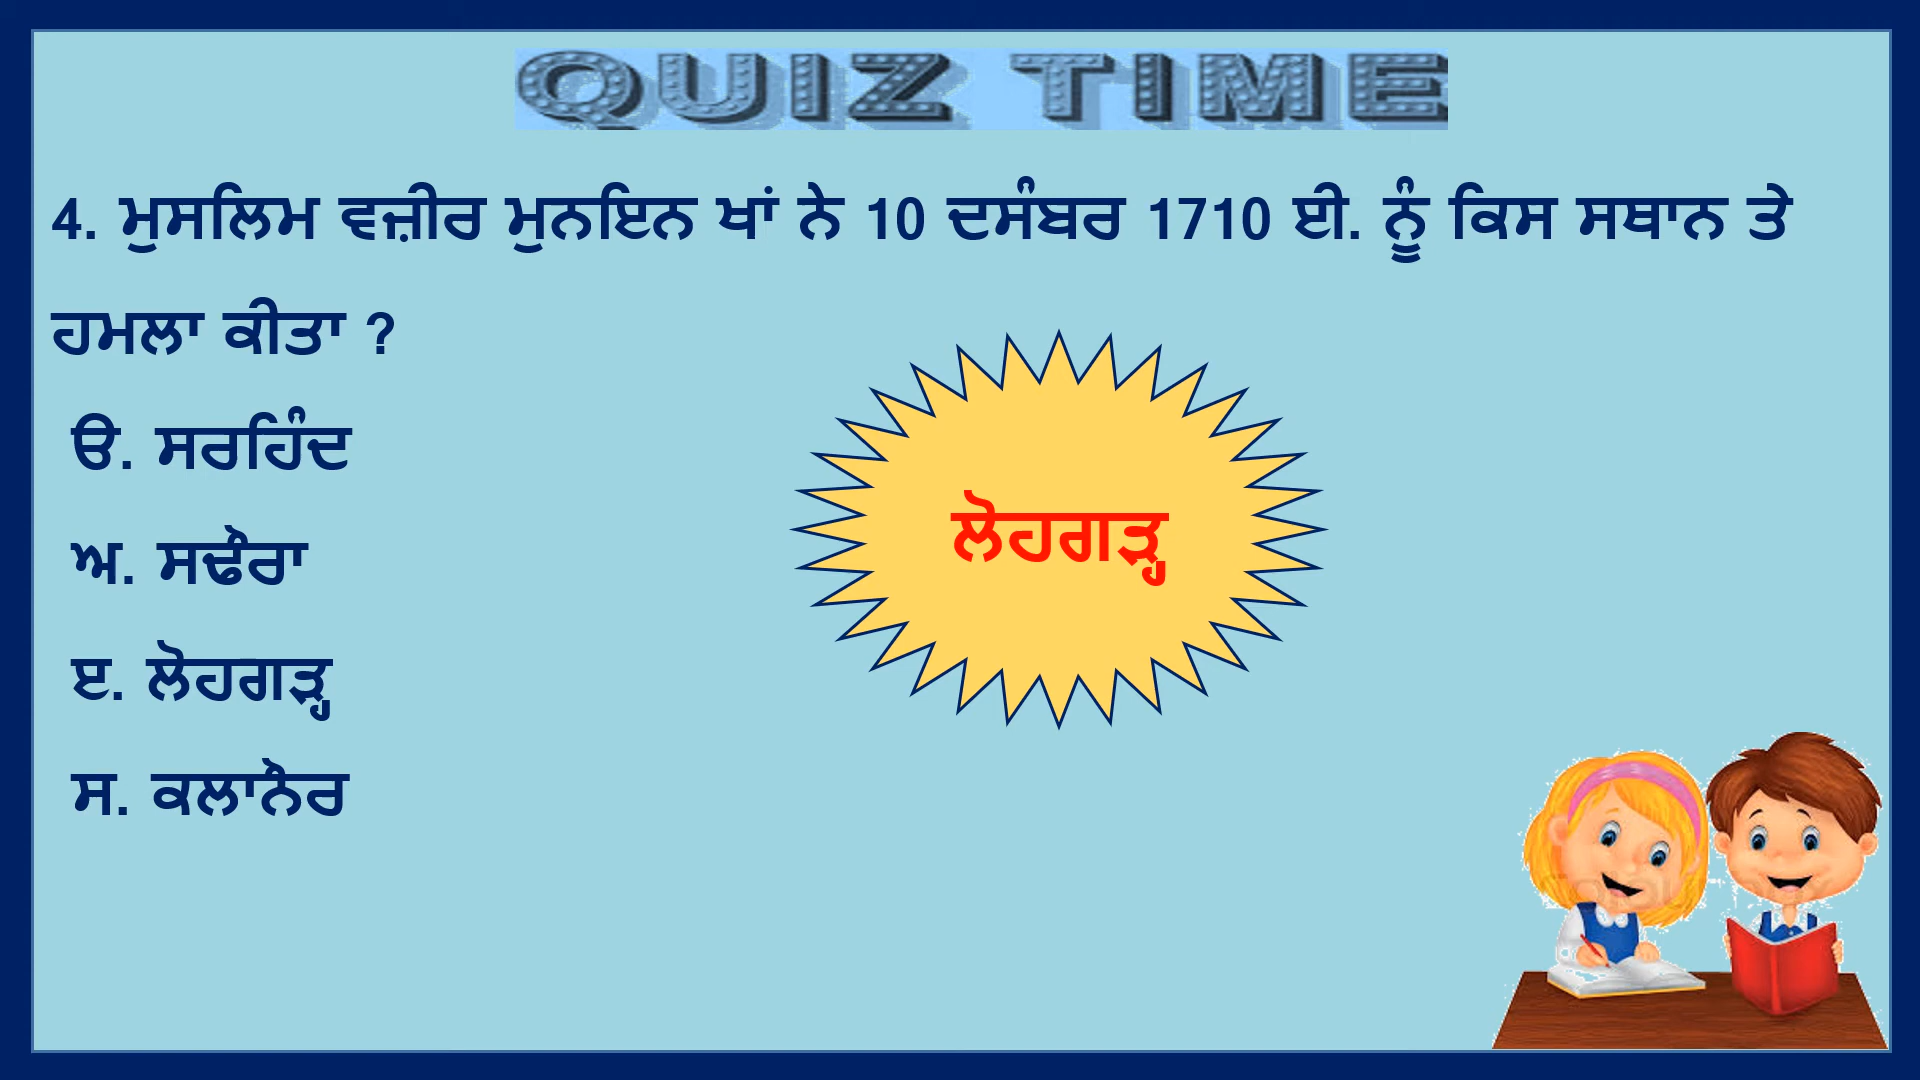 QUIZ TIME
4. ਮੁਸਲਿਮ ਵਜ਼ੀਰ ਮੁਨਇਨ ਖਾਂ ਨੇ 10 ਦਸੰਬਰ 1710 ਈ. ਨੂੰ ਕਿਸ ਸਥਾਨ ਤੇ
ਹਮਲਾ ਕੀਤਾ ?
ੳ. ਸਰਹਿੰਦ
ਅ. ਸਢੌਰਾ
ੲ. ਲੋਹਗੜ੍ਹ
ਸ. ਕਲਾਨੌਰ
ਲੋਹਗੜ੍ਹ